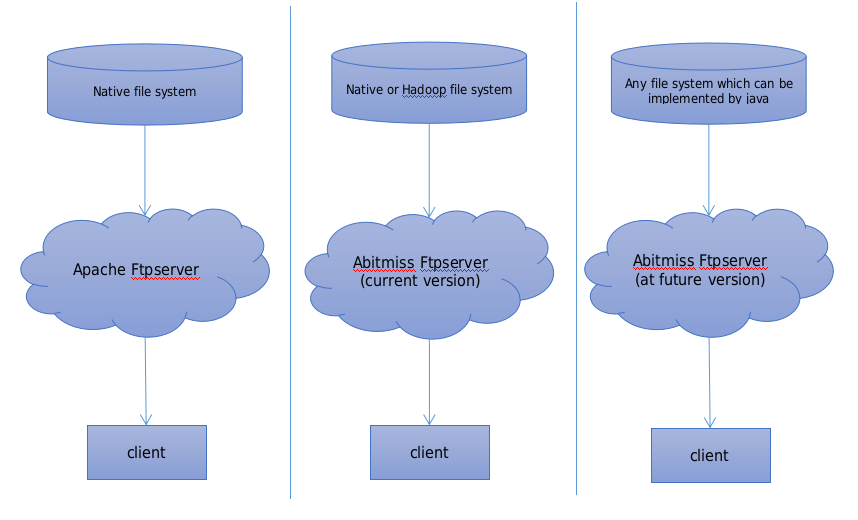 Native file system
Apache Ftpserver
client
Native or Hadoop file system
Abitmiss Ftpserver
(current version)
client
Any file system which can be
implemented by java
Abitmiss Ftpserver
(at future version)
client